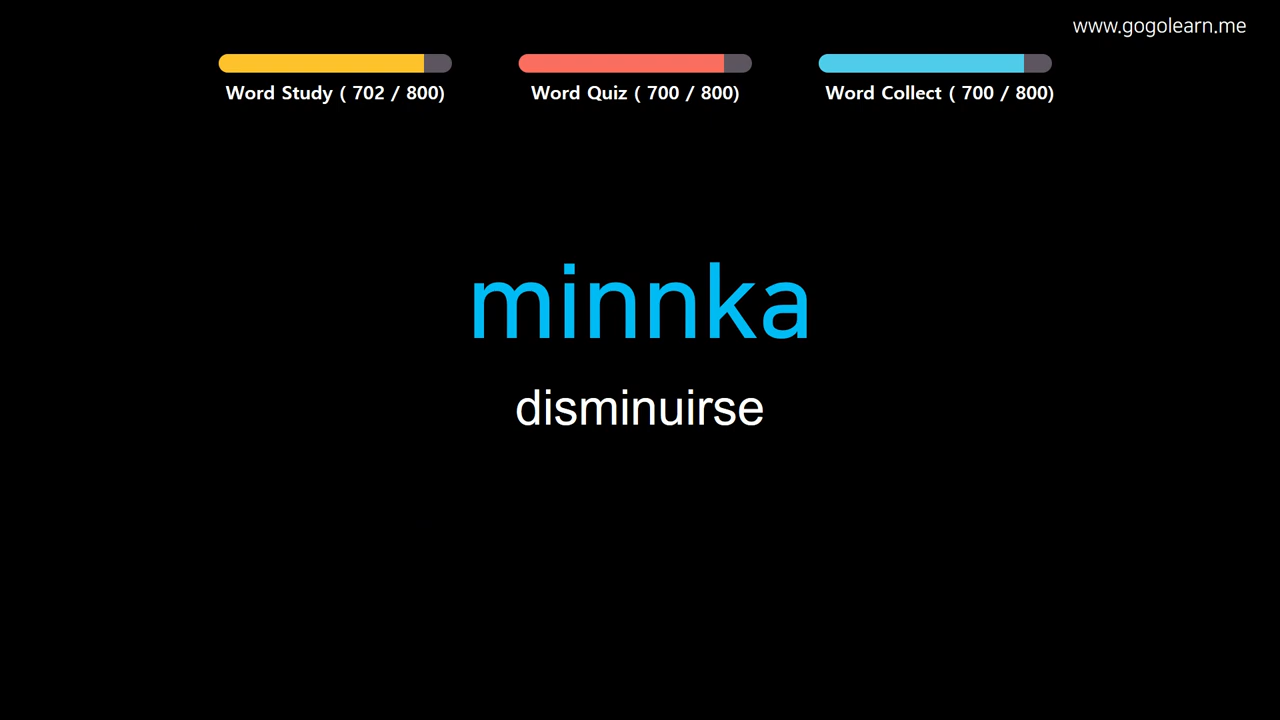 www.gogolearn.me
Word Study ( 702 / 800)
Word Quiz ( 700 / 800)
Word Collect ( 700 / 800)
minnka
disminuirse